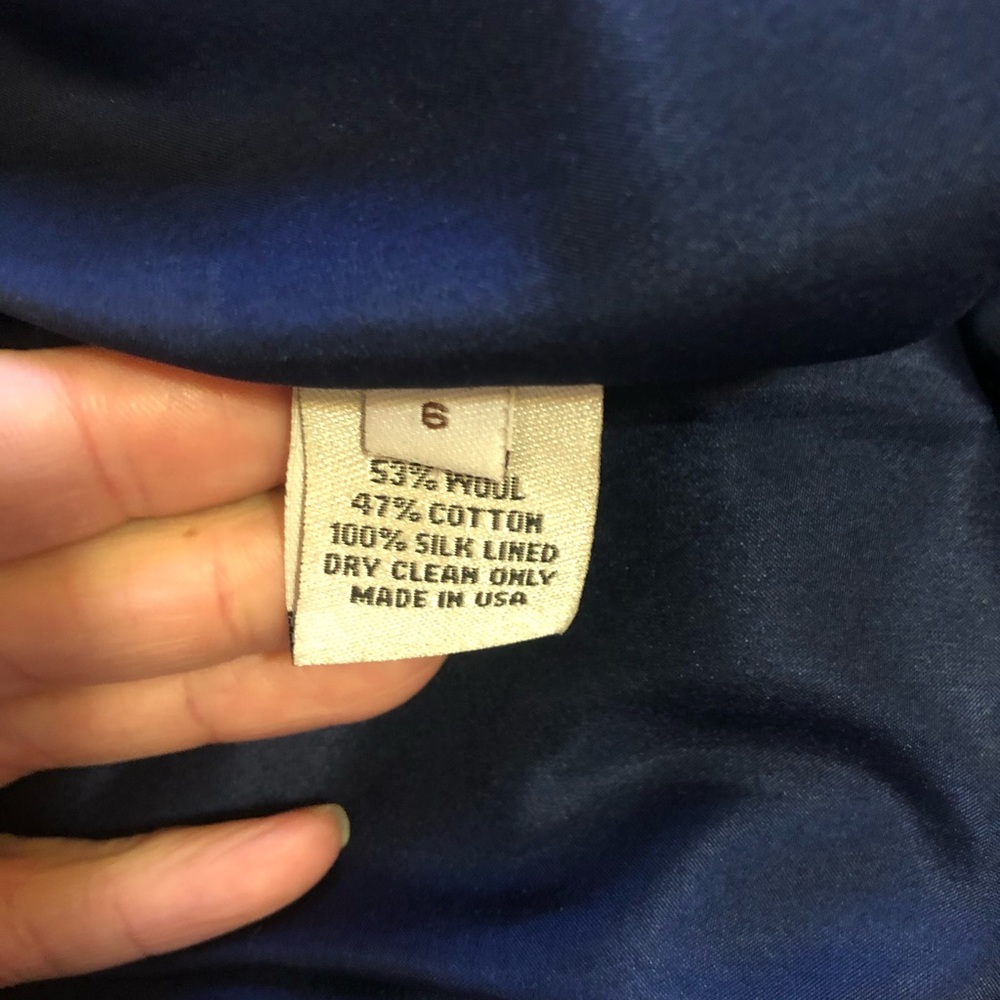 6
53% WOOL
47% COTTON
100% SILK LINED
DRY CLEAN ONLY
MADE IN USA